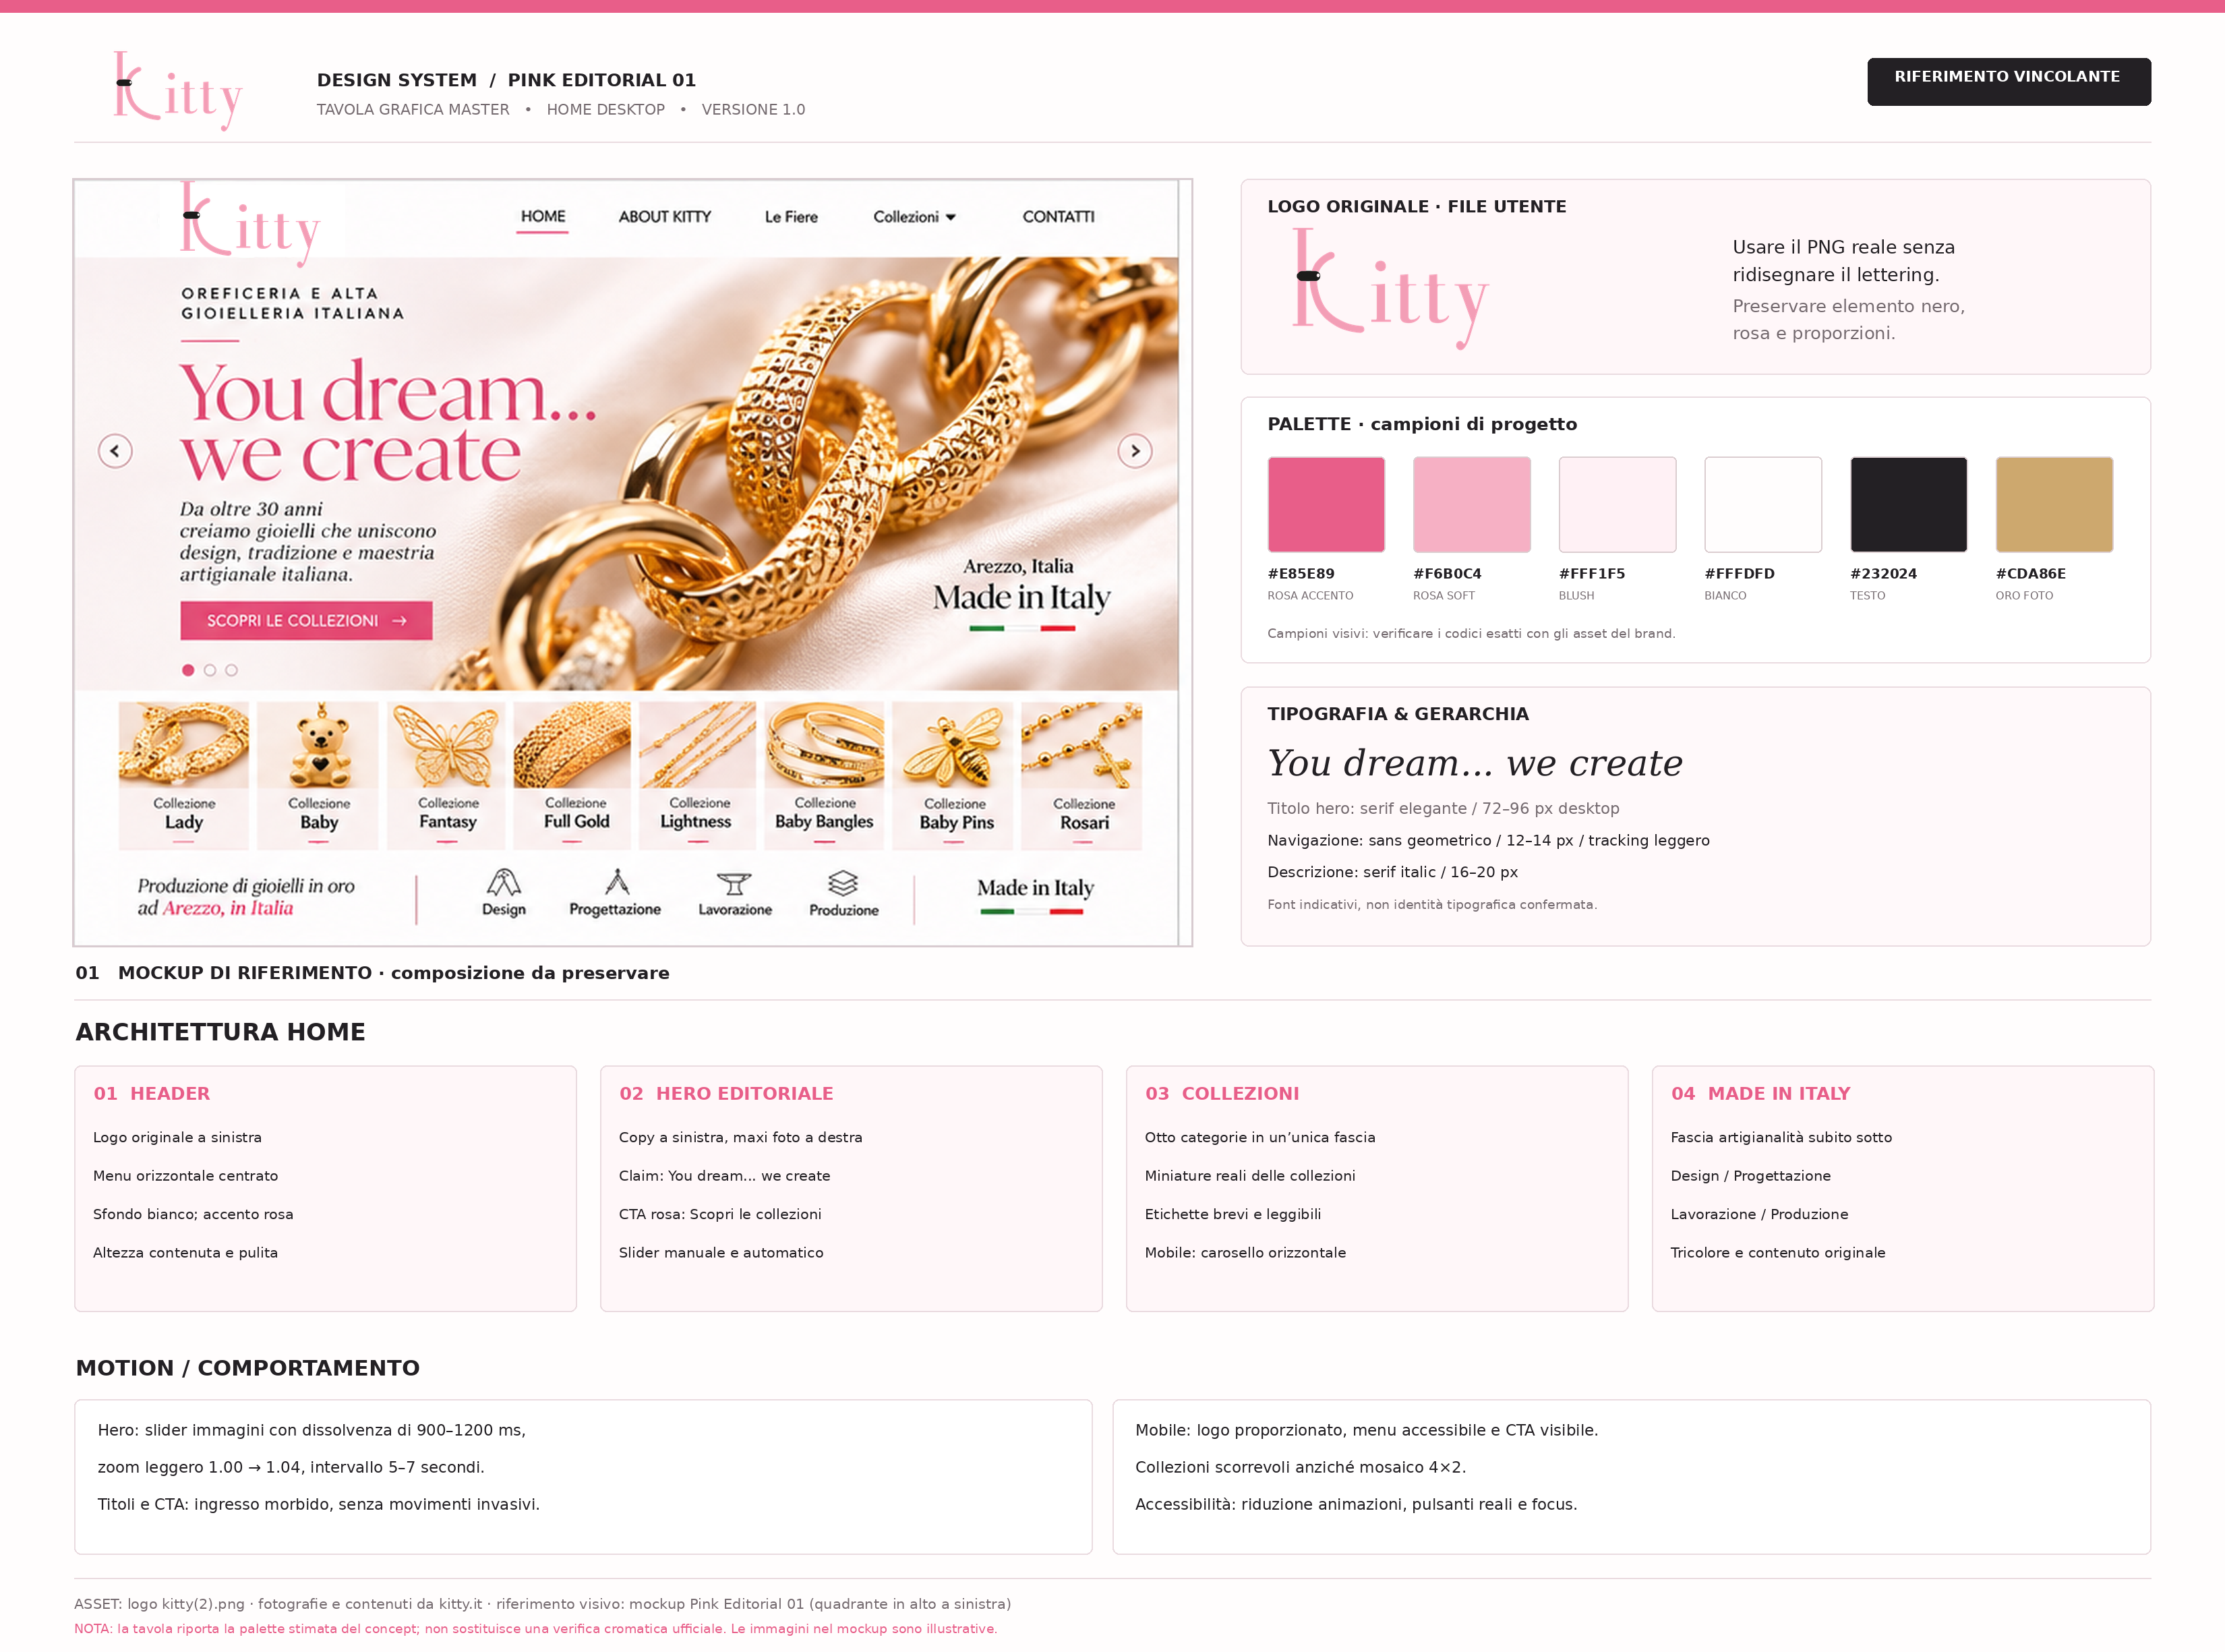 Kitty
DESIGN SYSTEM / PINK EDITORIAL 01
TAVOLA GRAFICA MASTER • HOME DESKTOP • VERSIONE 1.0
RIFERIMENTO VINCOLANTE
Kitty
HOME
ABOUT KITTY
Le Fiere
Collezioni
CONTATTI
OREFICERIA E ALTA
GIOIELLERIA ITALIANA
You dream...
we create
Da oltre 30 anni
creiamo gioielli che uniscono
design, tradizione e maestria
artigianale italiana.
SCOPRI LE COLLEZIONI →
Arezzo, Italia
Made in Italy
Collezione
Lady
Collezione
Baby
Collezione
Fantasy
Collezione
Full Gold
Collezione
Lightness
Collezione
Baby Bangles
Collezione
Baby Pins
Collezione
Rosari
Produzione di gioielli in oro
ad Arezzo, in Italia
Design
Progettazione
Lavorazione
Produzione
Made in Italy
01 MOCKUP DI RIFERIMENTO · composizione da preservare
LOGO ORIGINALE · FILE UTENTE
Kitty
Usare il PNG reale senza
ridisegnare il lettering.
Preservare elemento nero,
rosa e proporzioni.
PALETTE · campioni di progetto
#E85E89
ROSA ACCENTO
#F6B0C4
ROSA SOFT
#FFF1F5
BLUSH
#FFFDFD
BIANCO
#232024
TESTO
#CDA86E
ORO FOTO
Campioni visivi: verificare i codici esatti con gli asset del brand.
TIPOGRAFIA & GERARCHIA
You dream... we create
Titolo hero: serif elegante / 72–96 px desktop
Navigazione: sans geometrico / 12–14 px / tracking leggero
Descrizione: serif italic / 16–20 px
Font indicativi, non identità tipografica confermata.
ARCHITETTURA HOME
01 HEADER
Logo originale a sinistra
Menu orizzontale centrato
Sfondo bianco; accento rosa
Altezza contenuta e pulita
02 HERO EDITORIALE
Copy a sinistra, maxi foto a destra
Claim: You dream... we create
CTA rosa: Scopri le collezioni
Slider manuale e automatico
03 COLLEZIONI
Otto categorie in un’unica fascia
Miniature reali delle collezioni
Etichette brevi e leggibili
Mobile: carosello orizzontale
04 MADE IN ITALY
Fascia artigianalità subito sotto
Design / Progettazione
Lavorazione / Produzione
Tricolore e contenuto originale
MOTION / COMPORTAMENTO
Hero: slider immagini con dissolvenza di 900–1200 ms,
zoom leggero 1.00 → 1.04, intervallo 5–7 secondi.
Titoli e CTA: ingresso morbido, senza movimenti invasivi.
Mobile: logo proporzionato, menu accessibile e CTA visibile.
Collezioni scorrevoli anziché mosaico 4×2.
Accessibilità: riduzione animazioni, pulsanti reali e focus.
ASSET: logo kitty(2).png · fotografie e contenuti da kitty.it · riferimento visivo: mockup Pink Editorial 01 (quadrante in alto a sinistra)
NOTA: la tavola riporta la palette stimata del concept; non sostituisce una verifica cromatica ufficiale. Le immagini nel mockup sono illustrative.